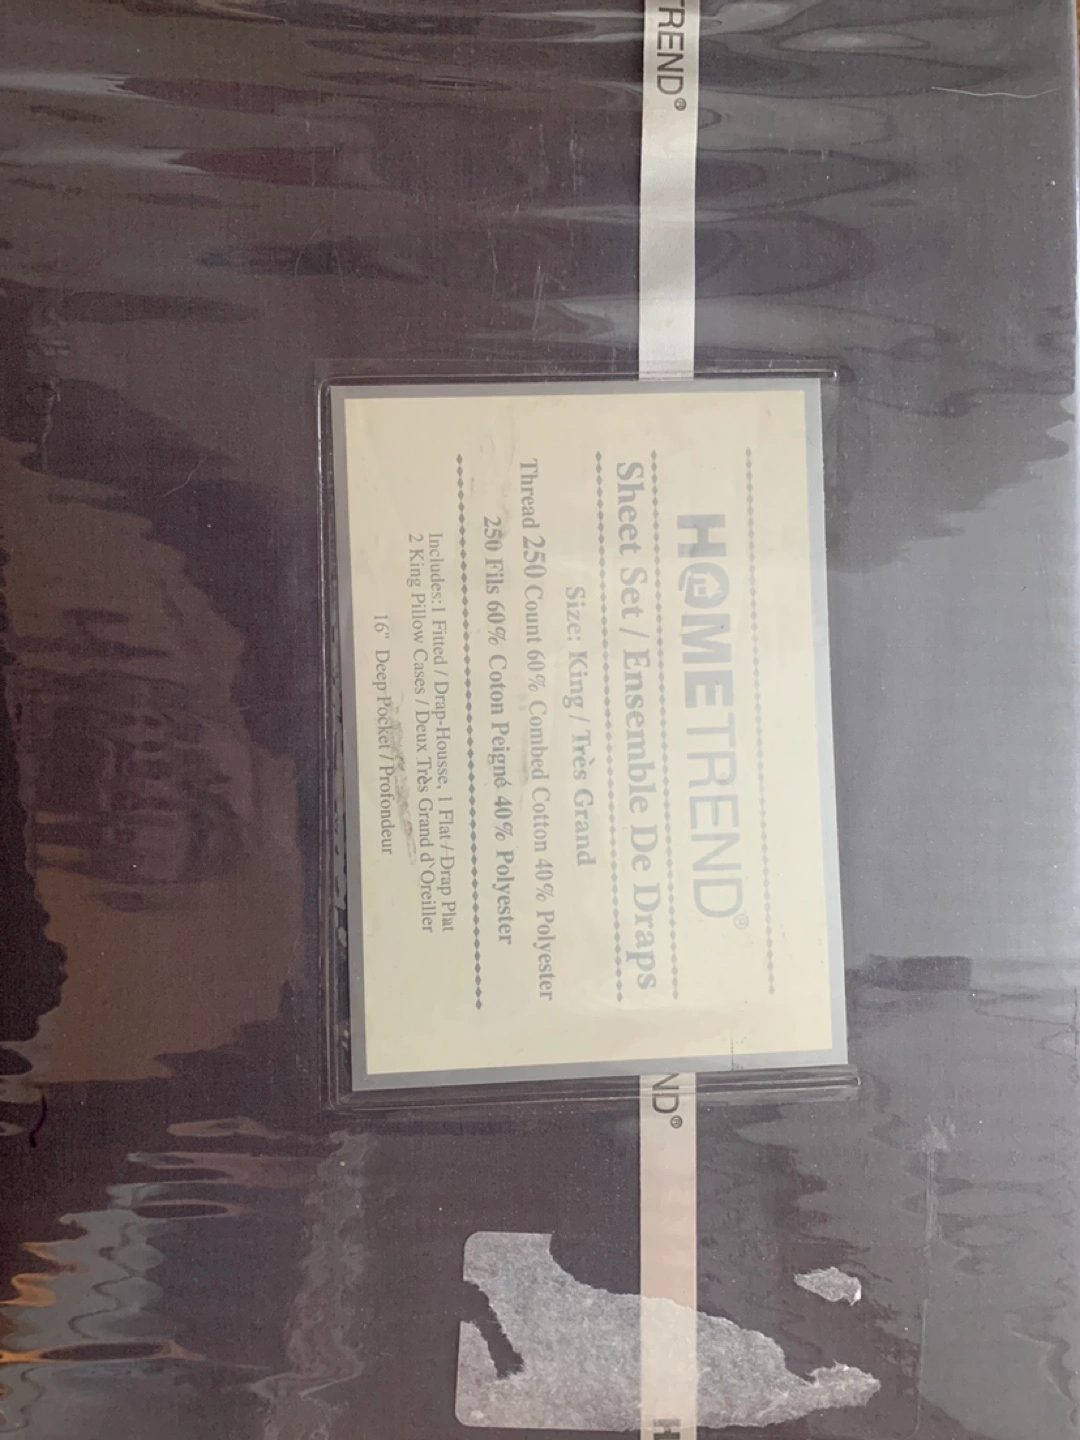 TREND®
HOMETREND®
Sheet Set / Ensemble De Draps
Size: King / Très Grand
Thread 250 Count 60% Combed Cotton 40% Polyester
250 Fils 60% Coton Peigné 40% Polyester
Includes:1 Fitted / Drap-Housse, 1 Flat / Drap Plat
2 King Pillow Cases / Deux Très Grand d`Oreiller
16" Deep Pocket / Profondeur
ND®
H